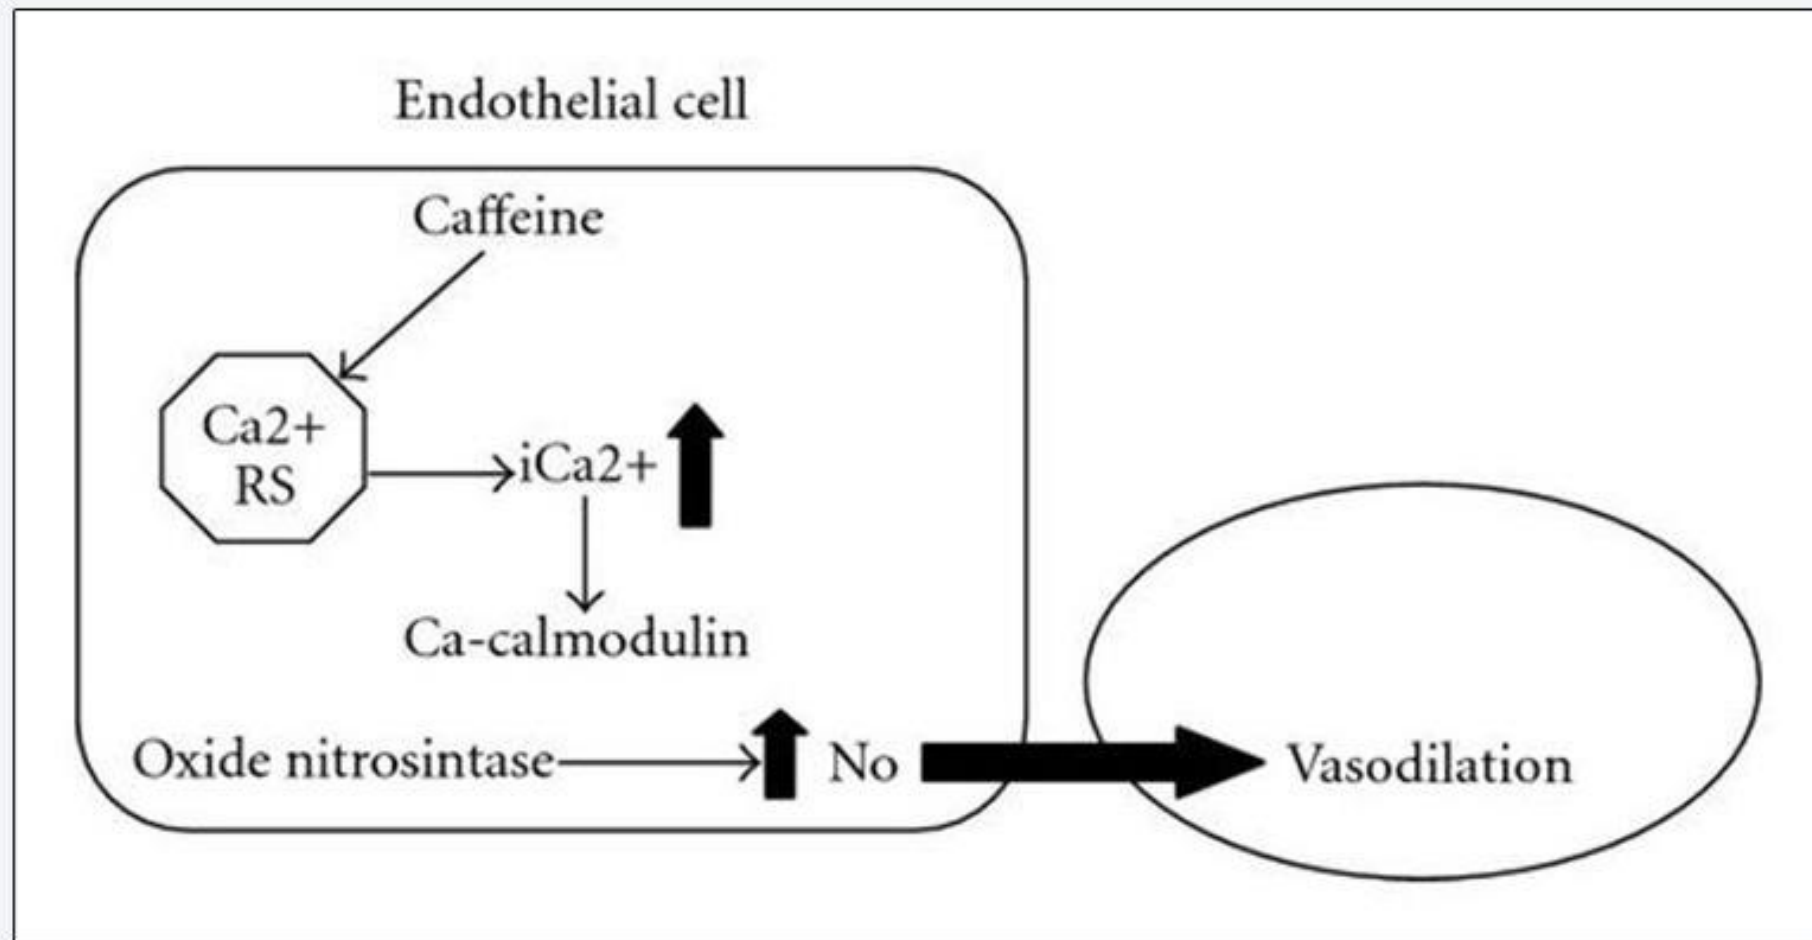 Endothelial cell
Caffeine
Ca2+
RS
iCa2+
Ca-calmodulin
Oxide nitrosintase
No
Vasodilation